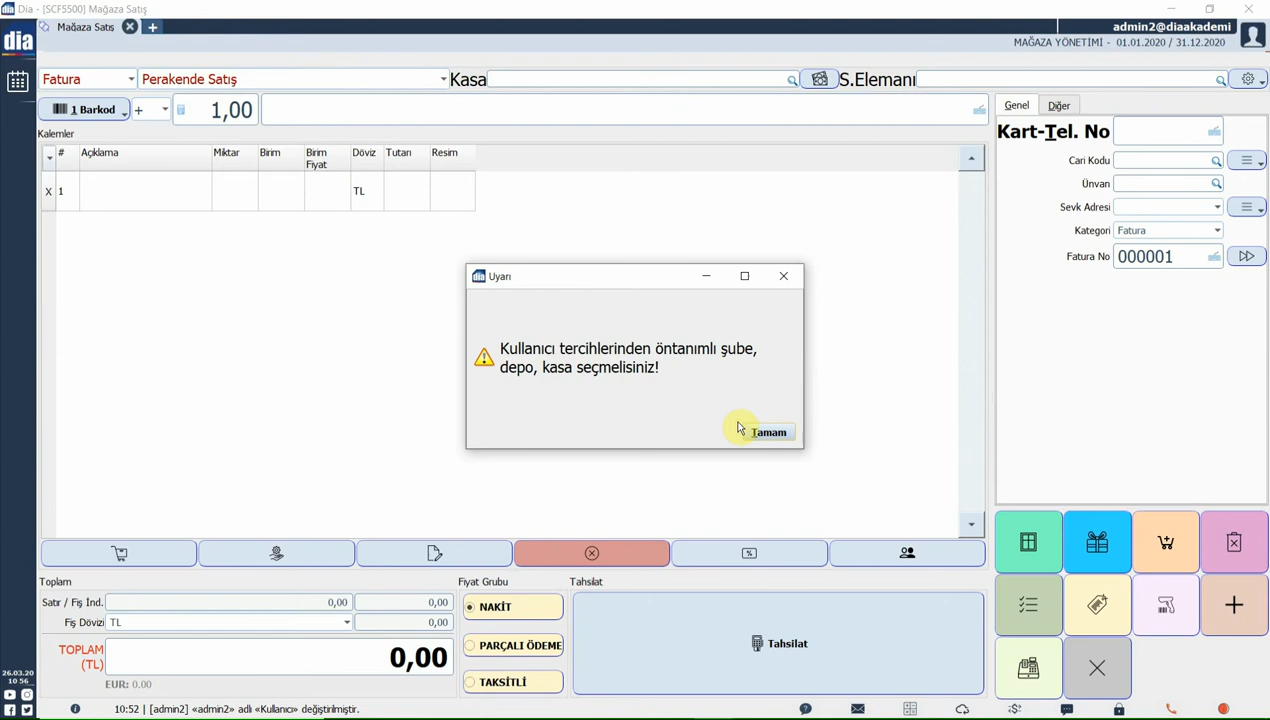 Dia - [SCF5500] Mağaza Satış
dia
Mağaza Satış
admin2@diaakademi
MAĞAZA YÖNETİMİ - 01.01.2020 / 31.12.2020
Fatura
Perakende Satış
Kasa
S.Elemanı
1 Barkod
+
1,00
Kalemler
# Açıklama Miktar Birim Birim Fiyat Döviz Tutarı Resim
X 1 TL
Genel Diğer
Kart-Tel. No
Cari Kodu
Ünvan
Sevk Adresi
Kategori Fatura
Fatura No 000001
dia Uyarı
Kullanıcı tercihlerinden öntanımlı şube,
depo, kasa seçmelisiniz!
Tamam
Toplam
Satır / Fiş İnd. 0,00 0,00
Fiş Dövizi TL 0,00
TOPLAM
(TL)
0,00
EUR: 0.00
Fiyat Grubu
NAKİT
PARÇALI ÖDEME
TAKSİTLİ
Tahsilat
Tahsilat
26.03.20
10 56
10:52 | [admin2] «admin2» adlı «Kullanıcı» değiştirilmiştir.